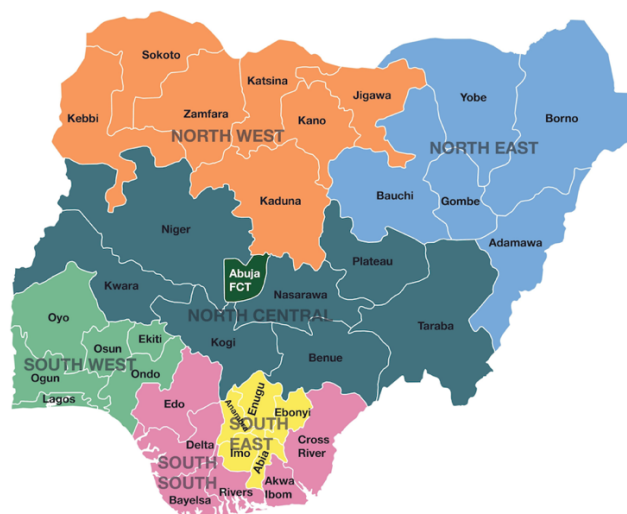 Sokoto
Katsina
Jigawa
Yobe
Borno
Kebbi
Zamfara
Kano
NORTH WEST
NORTH EAST
Kaduna
Bauchi
Gombe
Niger
Adamawa
Plateau
Abuja
FCT
Kwara
Nasarawa
Taraba
NORTH CENTRAL
Oyo
Kogi
Benue
Osun
Ekiti
SOUTH WEST
Ogun
Ondo
Lagos
Edo
Anambra
Enugu
Ebonyi
SOUTH
EAST
Delta
Imo
Abia
Cross
River
SOUTH
SOUTH
Bayelsa
Rivers
Akwa
Ibom